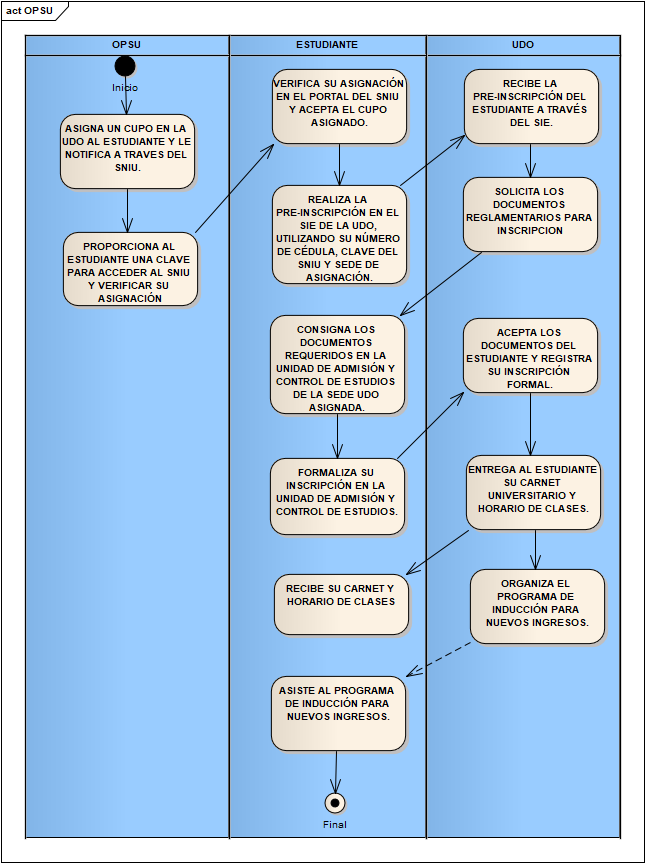 act OPSU
OPSU
ESTUDIANTE
UDO
Inicio
ASIGNA UN CUPO EN LA
UDO AL ESTUDIANTE Y LE
NOTIFICA A TRAVES DEL
SNIU.
PROPORCIONA AL
ESTUDIANTE UNA CLAVE
PARA ACCEDER AL SNIU
Y VERIFICAR SU
ASIGNACIÓN
VERIFICA SU ASIGNACIÓN
EN EL PORTAL DEL SNIU
Y ACEPTA EL CUPO
ASIGNADO.
REALIZA LA
PRE-INSCRIPCIÓN EN EL
SIE DE LA UDO,
UTILIZANDO SU NÚMERO
DE CÉDULA, CLAVE DEL
SNIU Y SEDE DE
ASIGNACIÓN.
RECIBE LA
PRE-INSCRIPCIÓN DEL
ESTUDIANTE A TRAVÉS
DEL SIE.
SOLICITA LOS
DOCUMENTOS
REGLAMENTARIOS PARA
INSCRIPCION
CONSIGNA LOS
DOCUMENTOS
REQUERIDOS EN LA
UNIDAD DE ADMISIÓN Y
CONTROL DE ESTUDIOS
DE LA SEDE UDO
ASIGNADA.
FORMALIZA SU
INSCRIPCIÓN EN LA
UNIDAD DE ADMISIÓN Y
CONTROL DE ESTUDIOS.
ACEPTA LOS
DOCUMENTOS DEL
ESTUDIANTE Y REGISTRA
SU INSCRIPCIÓN
FORMAL.
ENTREGA AL ESTUDIANTE
SU CARNET
UNIVERSITARIO Y
HORARIO DE CLASES.
RECIBE SU CARNET Y
HORARIO DE CLASES
ORGANIZA EL
PROGRAMA DE
INDUCCIÓN PARA
NUEVOS INGRESOS.
ASISTE AL PROGRAMA
DE INDUCCIÓN PARA
NUEVOS INGRESOS.
Final